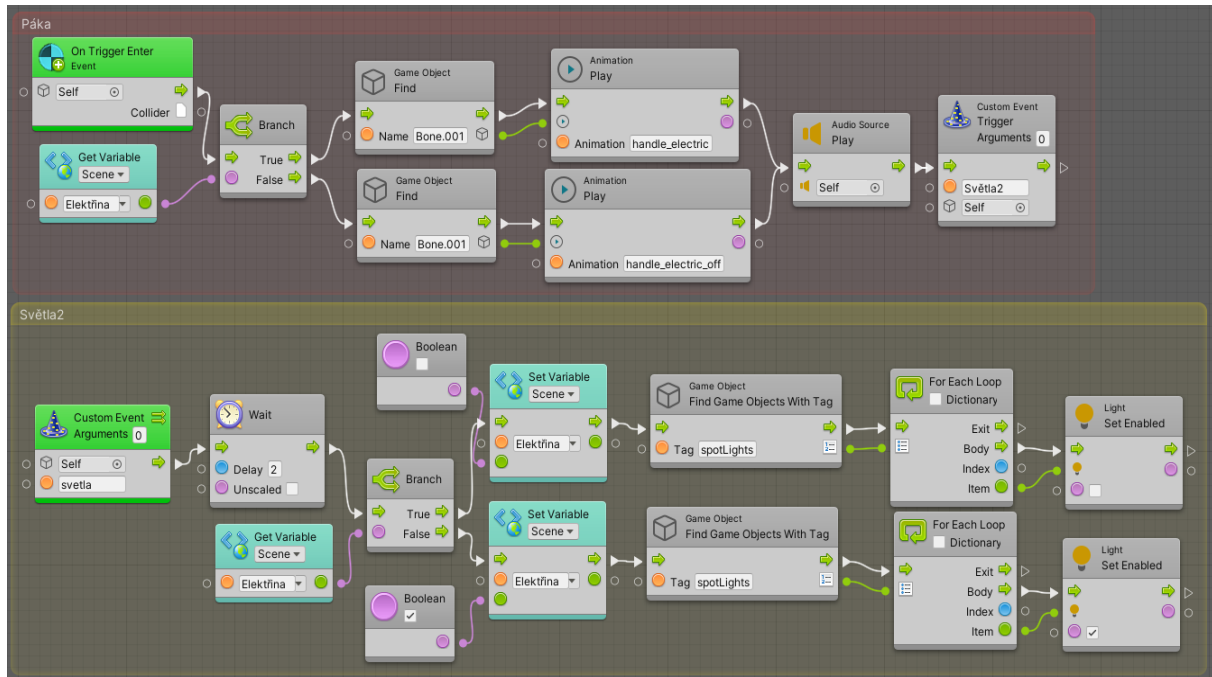 Páka
On Trigger Enter
Event
Self
Collider
Get Variable
Scene
Elektřina
Branch
True
False
Game Object
Find
Name Bone.001
Game Object
Find
Name Bone.001
Animation
Play
Animation handle_electric
Animation
Play
Animation handle_electric_off
Audio Source
Play
Self
Custom Event
Trigger
Arguments 0
Světla2
Self
Světla2
Custom Event
Arguments 0
Self
svetla
Wait
Delay 2
Unscaled
Get Variable
Scene
Elektřina
Boolean
Branch
True
False
Boolean
Set Variable
Scene
Elektřina
Set Variable
Scene
Elektřina
Game Object
Find Game Objects With Tag
Tag spotLights
Game Object
Find Game Objects With Tag
Tag spotLights
For Each Loop
Dictionary
Exit
Body
Index
Item
For Each Loop
Dictionary
Exit
Body
Index
Item
Light
Set Enabled
Light
Set Enabled